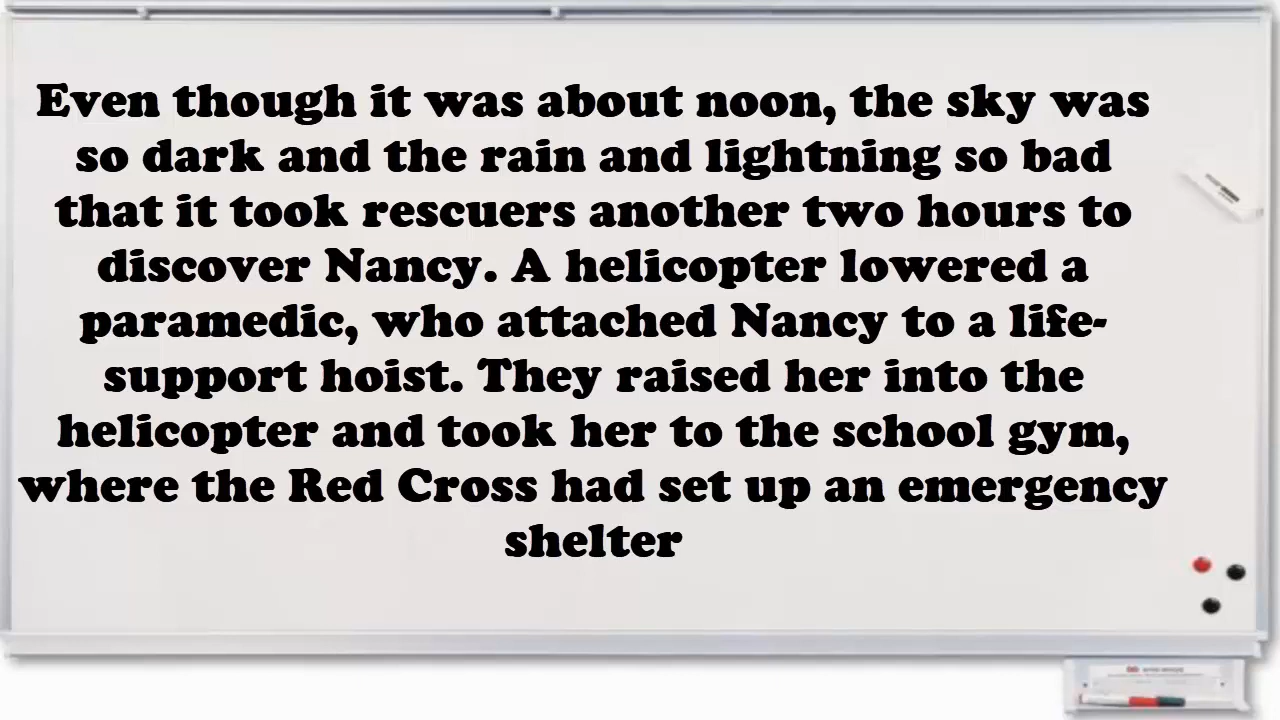 Even though it was about noon, the sky was
so dark and the rain and lightning so bad
that it took rescuers another two hours to
discover Nancy. A helicopter lowered a
paramedic, who attached Nancy to a life-
support hoist. They raised her into the
helicopter and took her to the school gym,
where the Red Cross had set up an emergency
shelter